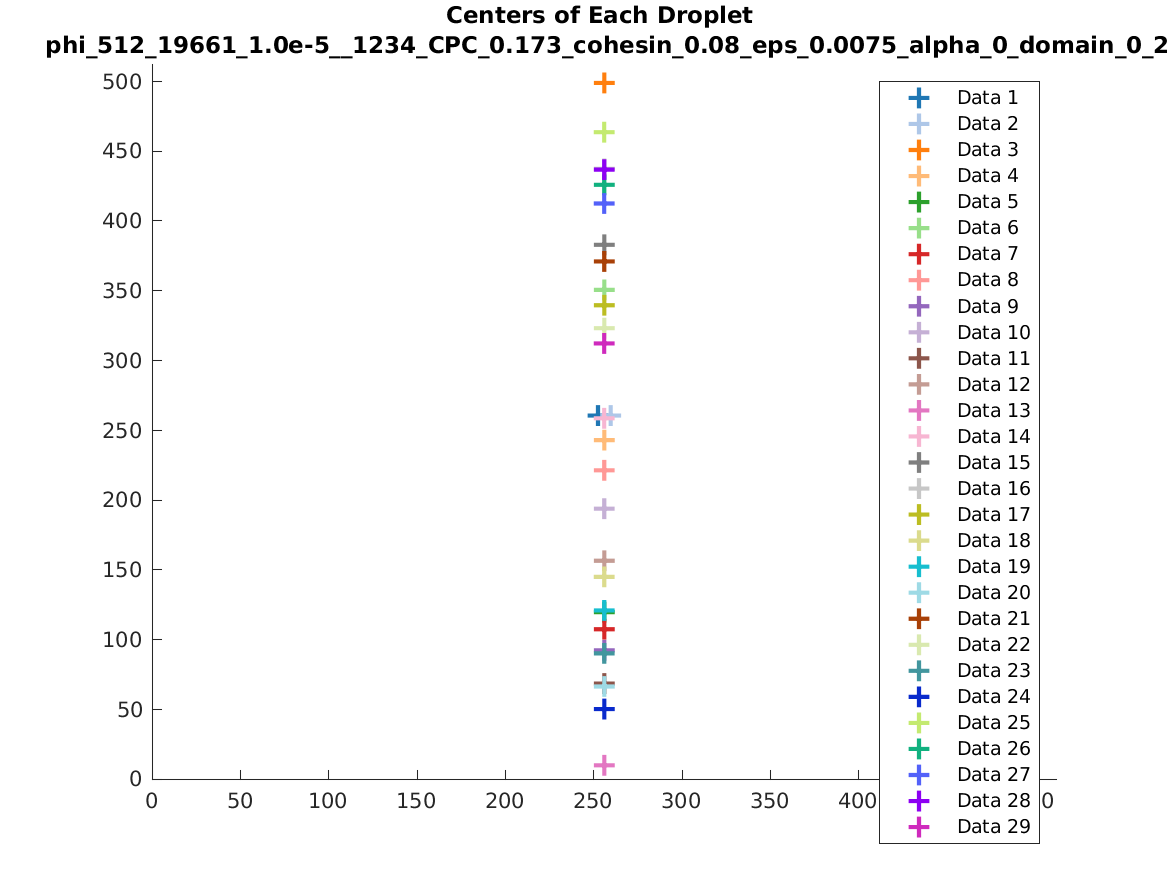 Centers of Each Droplet
phi_512_19661_1.0e-5__1234_CPC_0.173_cohesin_0.08_eps_0.0075_alpha_0_domain_0_2
500
450
400
350
300
250
200
150
100
50
0
0 50 100 150 200 250 300 350 400 0
Data 1
Data 2
Data 3
Data 4
Data 5
Data 6
Data 7
Data 8
Data 9
Data 10
Data 11
Data 12
Data 13
Data 14
Data 15
Data 16
Data 17
Data 18
Data 19
Data 20
Data 21
Data 22
Data 23
Data 24
Data 25
Data 26
Data 27
Data 28
Data 29